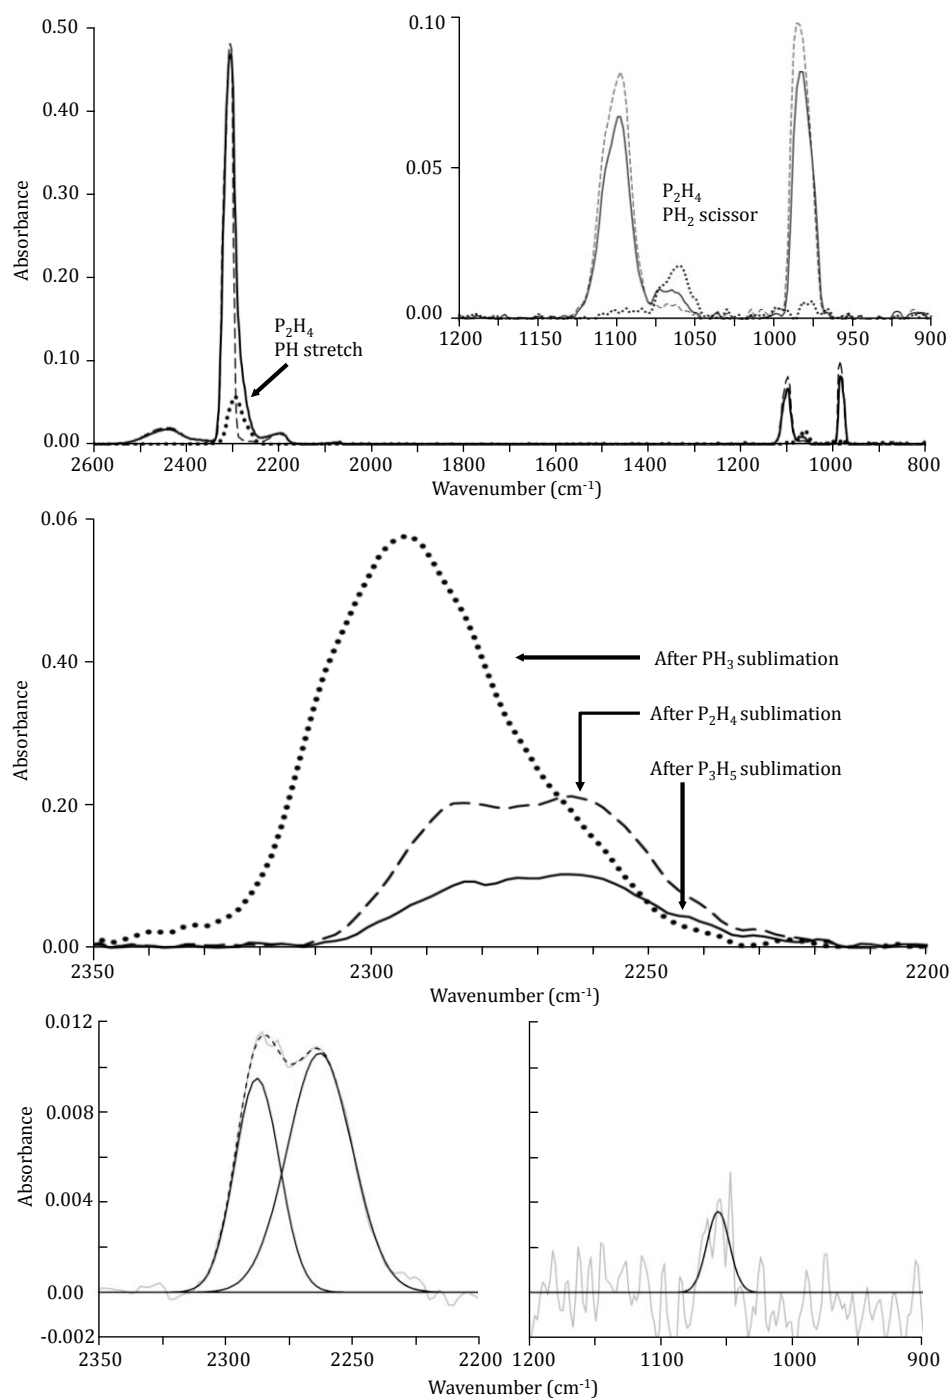 0.50
0.40
0.30
0.20
0.10
0.00
Absorbance
P₂H₄
PH stretch
2600 2400 2200 2000 1800 1600 1400 1200 1000 800
Wavenumber (cm⁻¹)
0.10
0.05
0.00
P₂H₄
PH₂ scissor
1200 1150 1100 1050 1000 950 900
0.06
0.40
0.20
0.00
Absorbance
After PH₃ sublimation
After P₂H₄ sublimation
After P₃H₅ sublimation
2350 2300 2250 2200
Wavenumber (cm⁻¹)
0.012
0.008
0.004
0.00
-0.002
Absorbance
2350 2300 2250 2200
1200 1100 1000 900
Wavenumber (cm⁻¹)